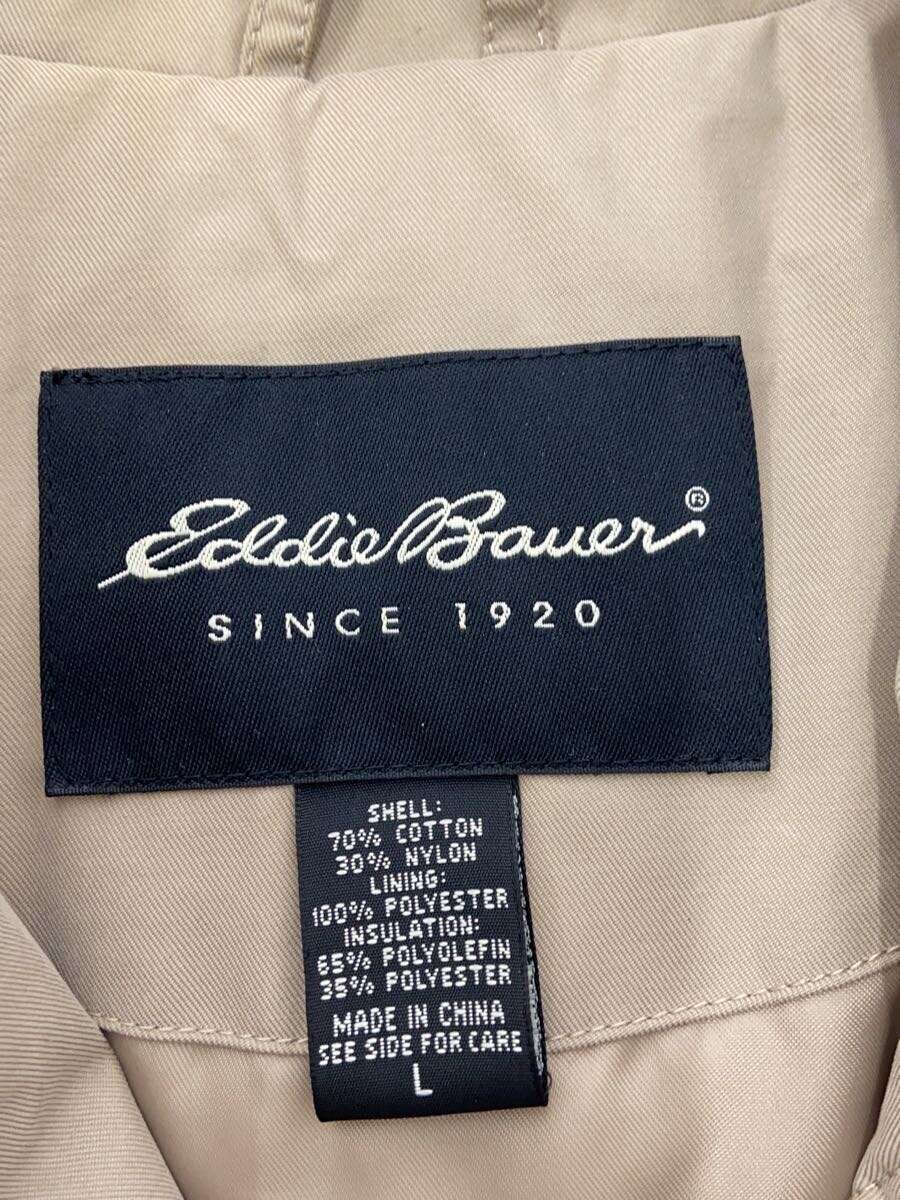 Eddie Bauer®
SINCE 1920
SHELL:
70% COTTON
30% NYLON
LINING:
100% POLYESTER
INSULATION:
65% POLYOLEFIN
35% POLYESTER
MADE IN CHINA
SEE SIDE FOR CARE
L